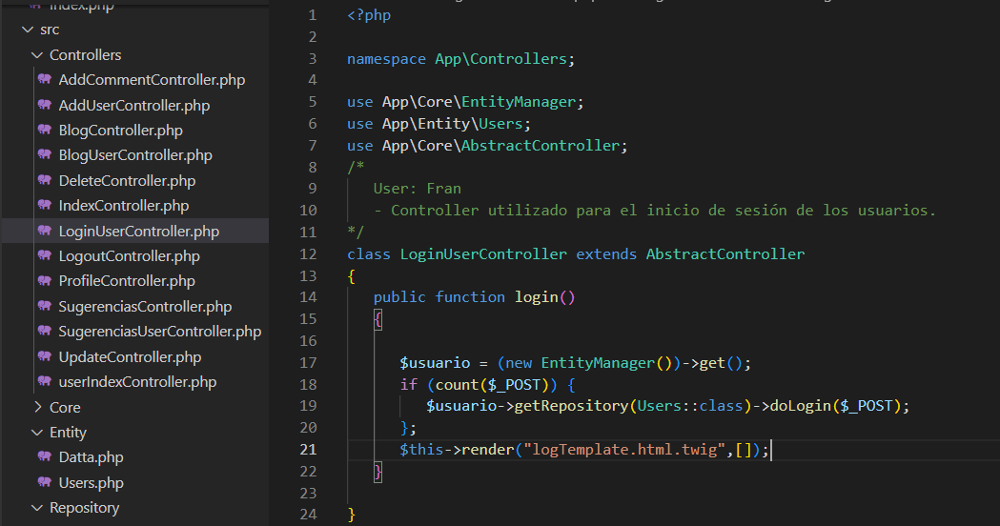 index.php
src
Controllers
AddCommentController.php
AddUserController.php
BlogController.php
BlogUserController.php
DeleteController.php
IndexController.php
LoginUserController.php
LogoutController.php
ProfileController.php
SugerenciasController.php
SugerenciasUserController.php
UpdateController.php
userIndexController.php
Core
Entity
Datta.php
Users.php
Repository
1 <?php
2
3 namespace App\Controllers;
4
5 use App\Core\EntityManager;
6 use App\Entity\Users;
7 use App\Core\AbstractController;
8 /*
9 User: Fran
10 - Controller utilizado para el inicio de sesión de los usuarios.
11 */
12 class LoginUserController extends AbstractController
13 {
14 public function login()
15 {
16
17 $usuario = (new EntityManager())->get();
18 if (count($_POST)) {
19 $usuario->getRepository(Users::class)->doLogin($_POST);
20 };
21 $this->render("logTemplate.html.twig",[]);
22 }
23
24 }